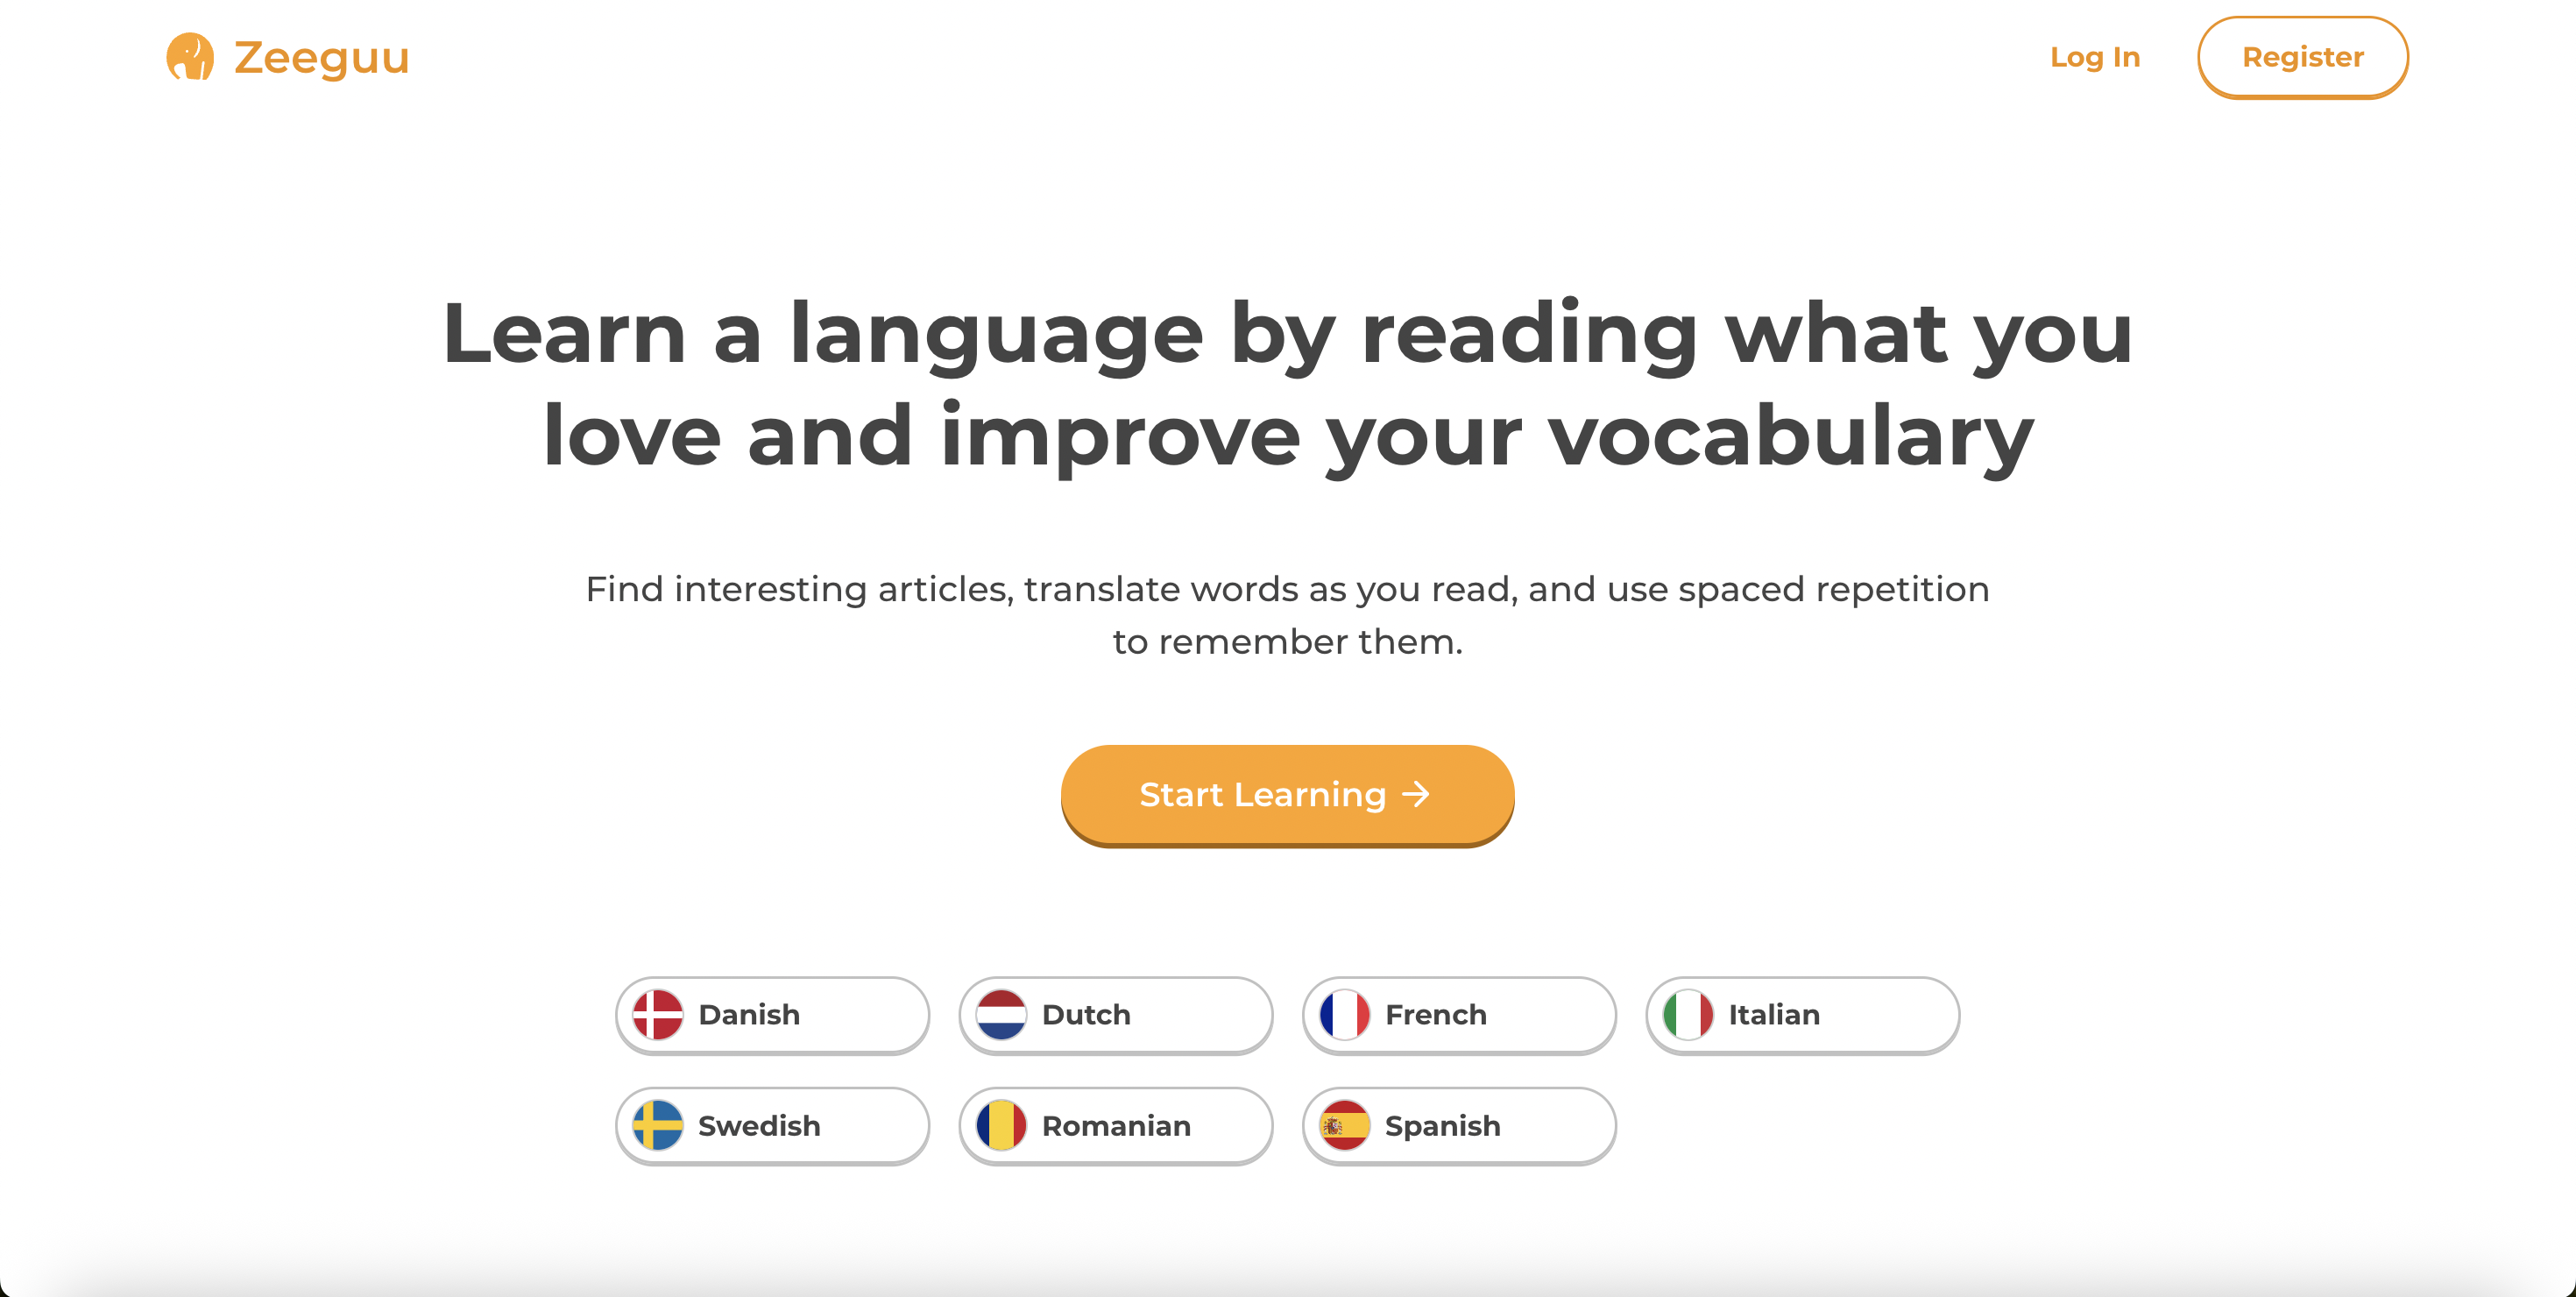 Zeeguu
Log In
Register
Learn a language by reading what you
love and improve your vocabulary
Find interesting articles, translate words as you read, and use spaced repetition
to remember them.
Start Learning →
Danish
Dutch
French
Italian
Swedish
Romanian
Spanish